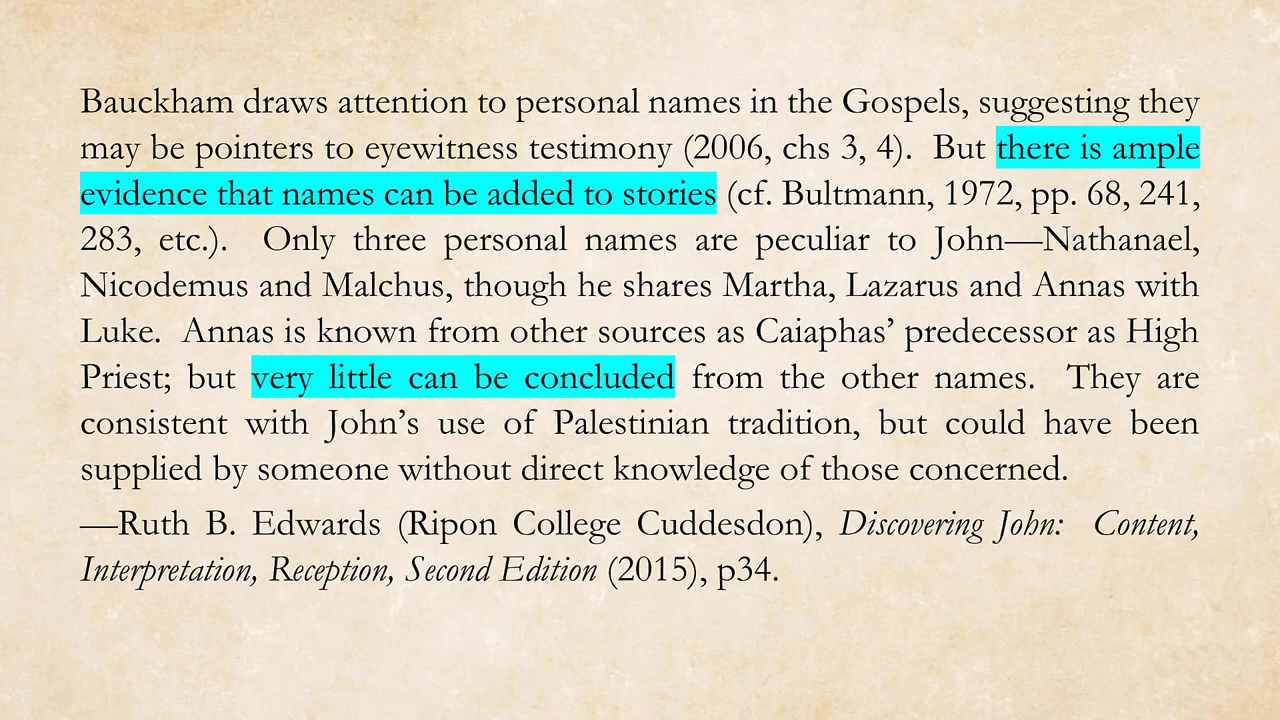 Bauckham draws attention to personal names in the Gospels, suggesting they
may be pointers to eyewitness testimony (2006, chs 3, 4).  But there is ample
evidence that names can be added to stories (cf. Bultmann, 1972, pp. 68, 241,
283, etc.).  Only three personal names are peculiar to John—Nathanael,
Nicodemus and Malchus, though he shares Martha, Lazarus and Annas with
Luke.  Annas is known from other sources as Caiaphas’ predecessor as High
Priest; but very little can be concluded from the other names.  They are
consistent with John’s use of Palestinian tradition, but could have been
supplied by someone without direct knowledge of those concerned.
—Ruth B. Edwards (Ripon College Cuddesdon), Discovering John:  Content,
Interpretation, Reception, Second Edition (2015), p34.